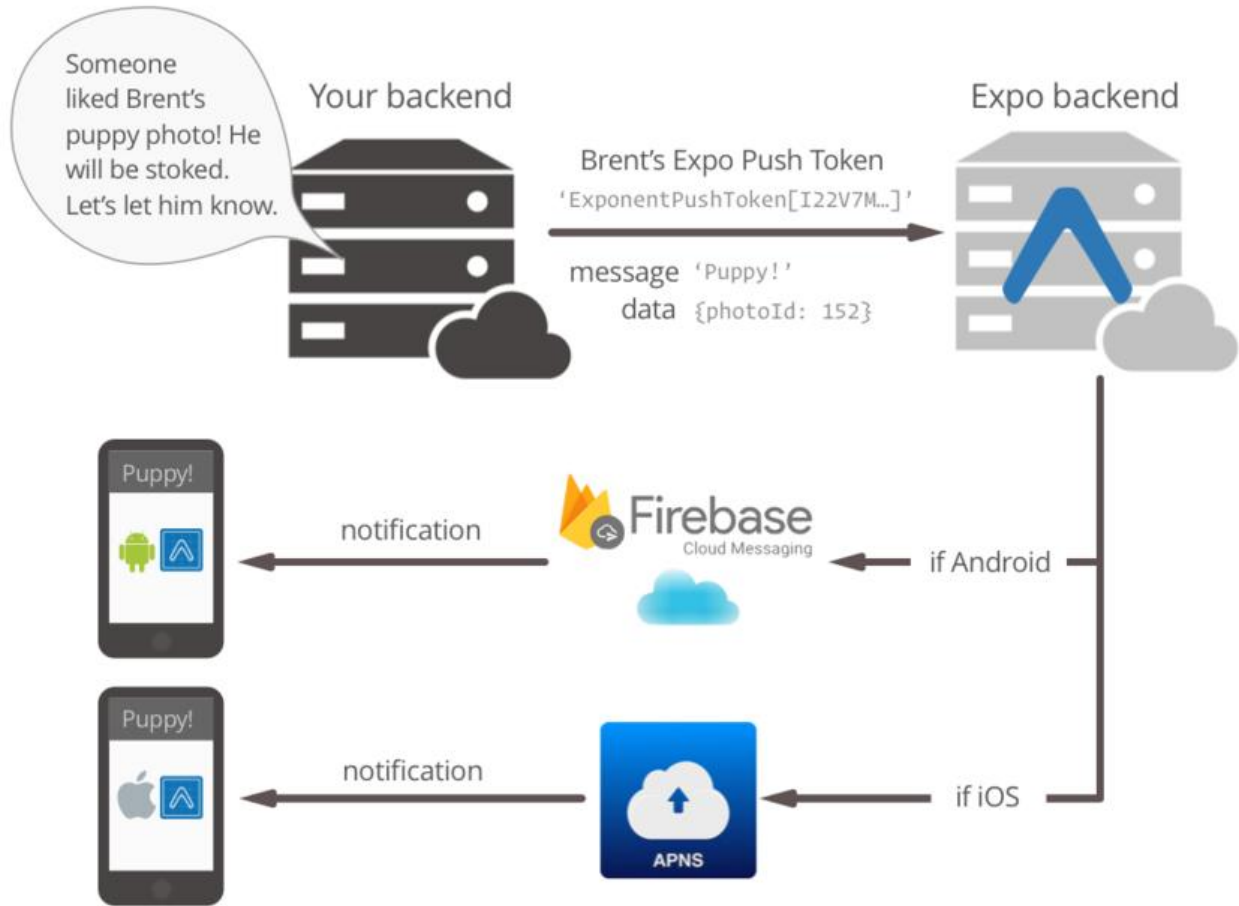 Someone
liked Brent's
puppy photo! He
will be stoked.
Let's let him know.
Your backend
Expo backend
Brent's Expo Push Token
‘ExponentPushToken[I22V7M…]’
message ‘Puppy!’
data {photoId: 152}
Puppy!
notification
Firebase
Cloud Messaging
if Android
Puppy!
notification
APNS
if iOS